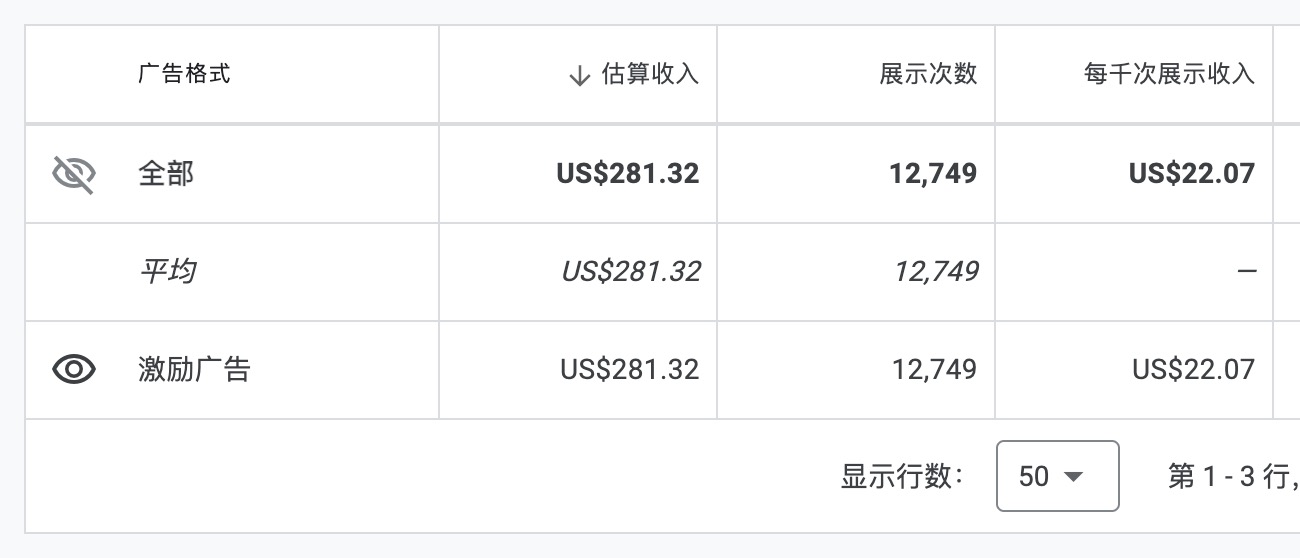 广告格式 估算收入 展示次数 每千次展示收入
全部 US$281.32 12,749 US$22.07
平均 US$281.32 12,749 —
激励广告 US$281.32 12,749 US$22.07
显示行数： 50 第 1 - 3 行，